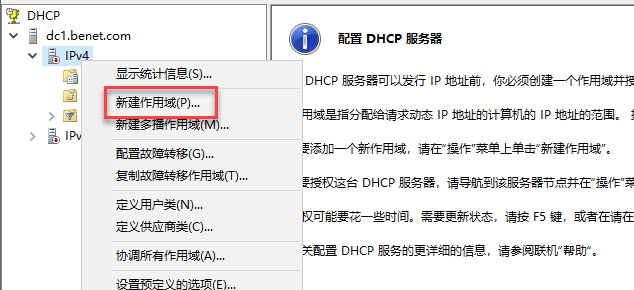 DHCP
dc1.benet.com
IPv4
显示统计信息(S)...
新建作用域(P)...
新建多播作用域(M)...
配置故障转移(G)...
复制故障转移作用域(T)...
定义用户类(N)...
定义供应商类(C)...
协调所有作用域(A)...
设置预定义的选项(E)...
IPv
配置 DHCP 服务器
DHCP 服务器可以发行 IP 地址前，你必须创建一个作用域并授
用域是指分配给请求动态 IP 地址的计算机的 IP 地址的范围。
要添加一个新作用域，请在“操作”菜单上单击“新建作用域”。
要授权这台 DHCP 服务器，请导航到该服务器节点并在“操作”菜
权可能要花一些时间。需要更新状态，请按 F5 键，或者在请在
关配置 DHCP 服务的更详细的信息，请参阅联机“帮助”。